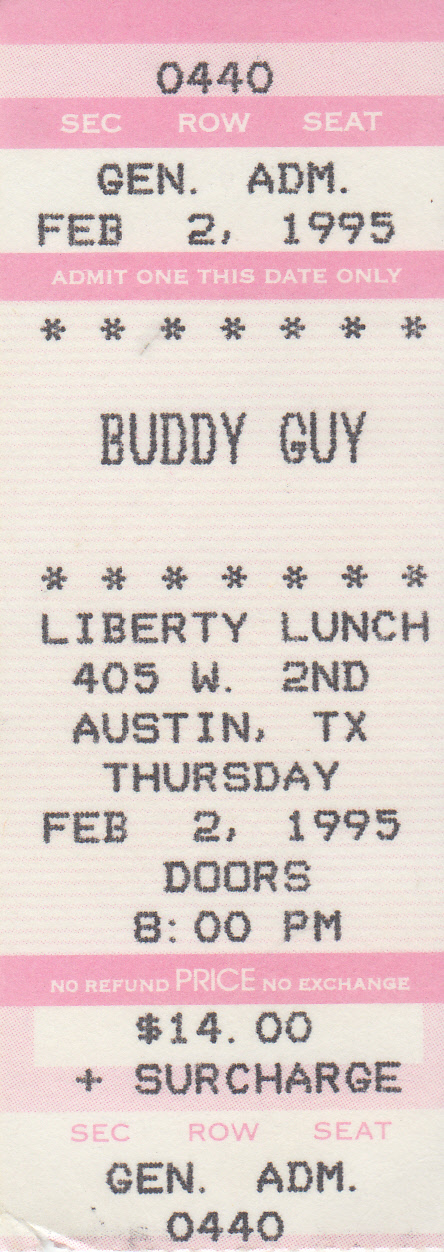 0440
SEC ROW SEAT
GEN. ADM.
FEB 2, 1995
ADMIT ONE THIS DATE ONLY
* * * * * * *
BUDDY GUY
* * * * * * *
LIBERTY LUNCH
405 W. 2ND
AUSTIN, TX
THURSDAY
FEB 2, 1995
DOORS
8:00 PM
NO REFUND PRICE NO EXCHANGE
$14.00
+ SURCHARGE
SEC ROW SEAT
GEN. ADM.
0440